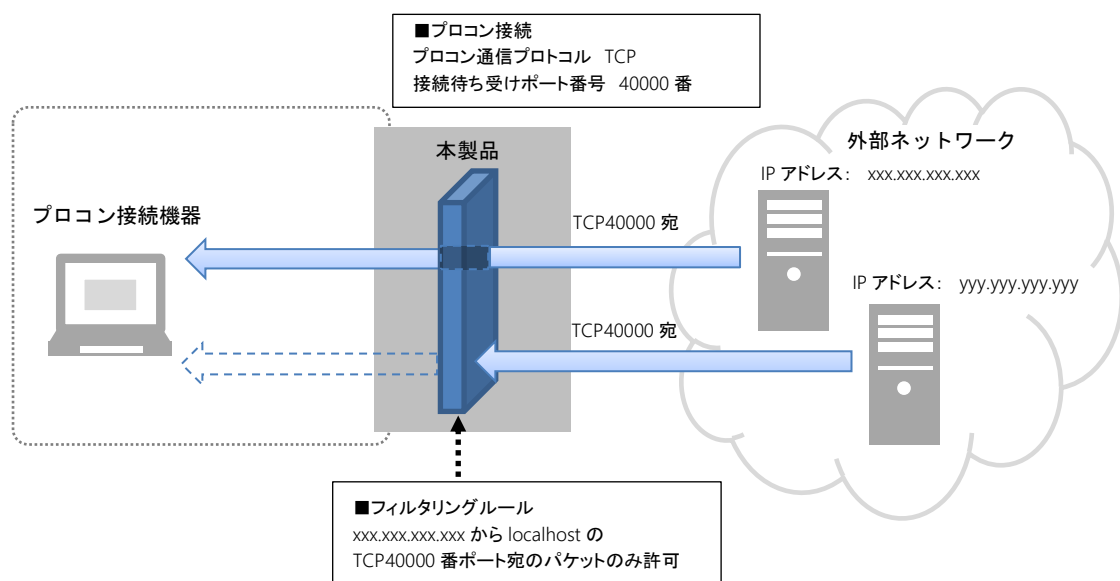 ■プロコン接続
プロコン通信プロトコル TCP
接続待ち受けポート番号 40000 番
外部ネットワーク
本製品
IP アドレス: xxx.xxx.xxx.xxx
プロコン接続機器
TCP40000 宛
IP アドレス: yyy.yyy.yyy.yyy
TCP40000 宛
■フィルタリングルール
xxx.xxx.xxx.xxx から localhost の
TCP40000 番ポート宛のパケットのみ許可